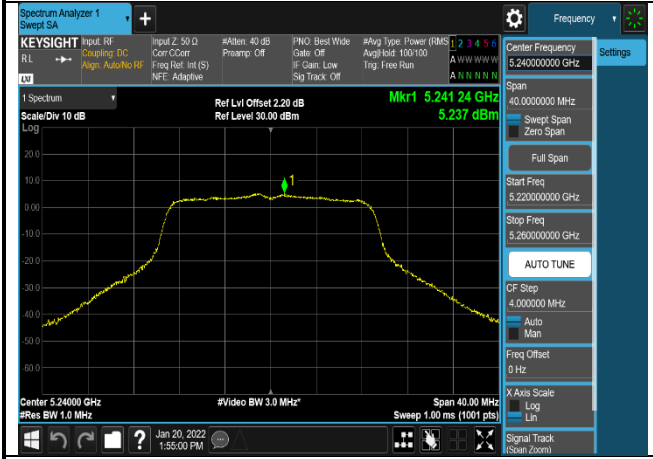 Spectrum Analyzer 1
Swept SA
Frequency
KEYSIGHT
RL
Input: RF
Coupling: DC
Align: Auto/No RF
Input Z: 50 Ω
Corr CCorr
Freq Ref: Int (S)
NFE: Adaptive
#Atten: 40 dB
Preamp: Off
PNO: Best Wide
Gate: Off
IF Gain: Low
Sig Track: Off
#Avg Type: Power (RMS
Avg|Hold: 100/100
Trig: Free Run
1 2 3 4 5 6
A W W W W W
A N N N N N
LXI
1 Spectrum
Scale/Div 10 dB
Log
Ref Lvl Offset 2.20 dB
Ref Level 30.00 dBm
Mkr1 5.241 24 GHz
5.237 dBm
20.0
10.0
0.00
-10.0
-20.0
-30.0
-40.0
-50.0
-60.0
1
Center 5.24000 GHz
#Res BW 1.0 MHz
#Video BW 3.0 MHz*
Span 40.00 MHz
Sweep 1.00 ms (1001 pts)
Jan 20, 2022
1:55:00 PM
Center Frequency
5.240000000 GHz
Settings
Span
40.0000000 MHz
Swept Span
Zero Span
Full Span
Start Freq
5.220000000 GHz
Stop Freq
5.260000000 GHz
AUTO TUNE
CF Step
4.000000 MHz
Auto
Man
Freq Offset
0 Hz
X Axis Scale
Log
Lin
Signal Track
(Span Zoom)